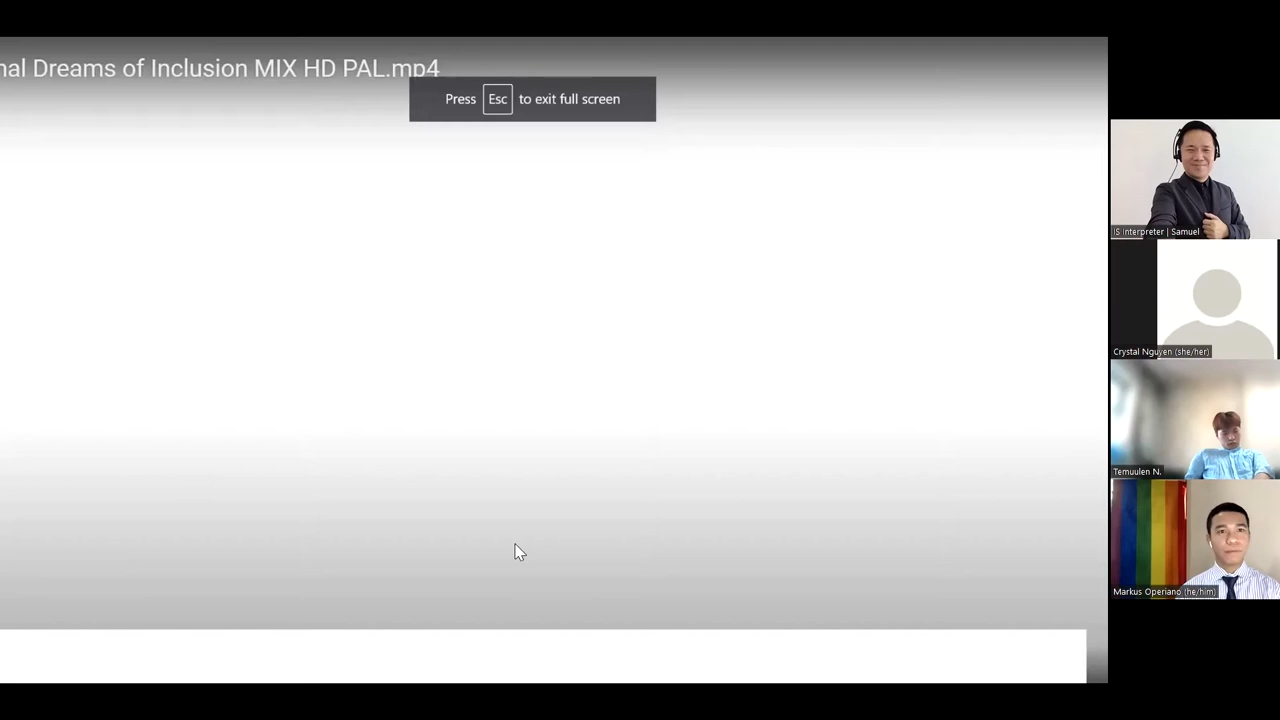 nal Dreams of Inclusion MIX HD PAL.mp4
Press Esc to exit full screen
IS Interpreter | Samuel
Crystal Nguyen (she/her)
Temuulen N.
Markus Operiano (he/him)